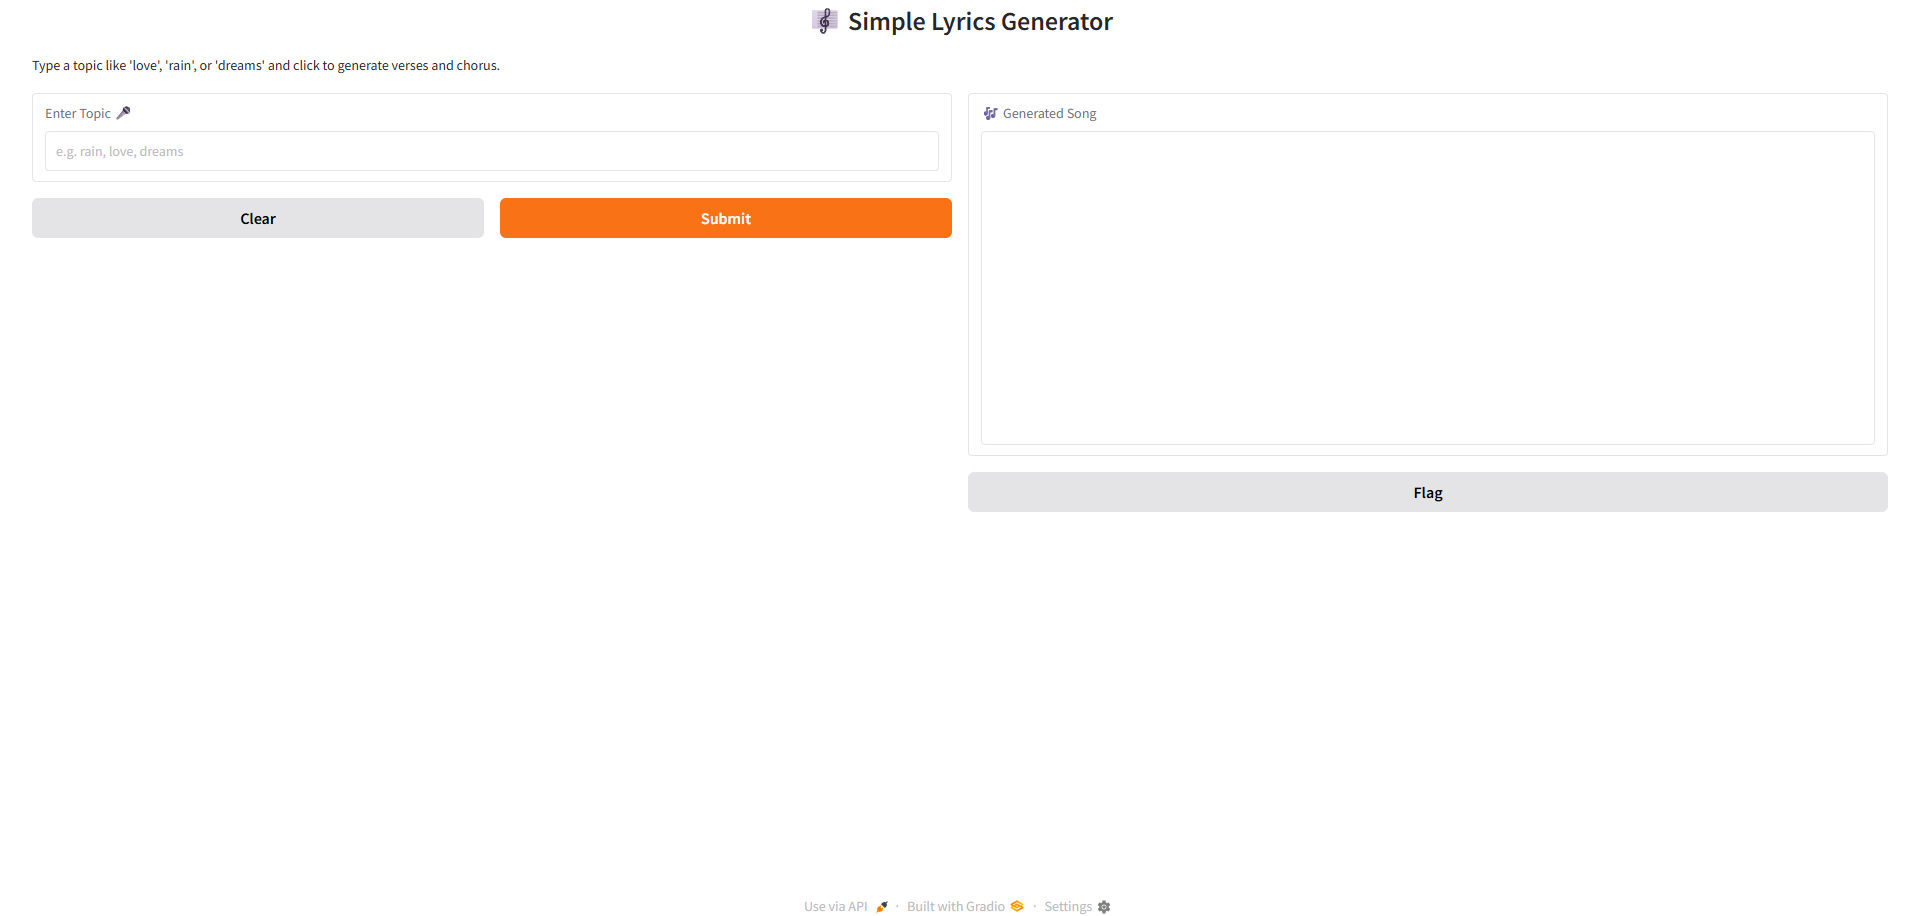 🎼 Simple Lyrics Generator
Type a topic like 'love', 'rain', or 'dreams' and click to generate verses and chorus.
Enter Topic 🎤
e.g. rain, love, dreams
Clear
Submit
🎶 Generated Song
Flag
Use via API 🚀 · Built with Gradio · Settings ⚙️